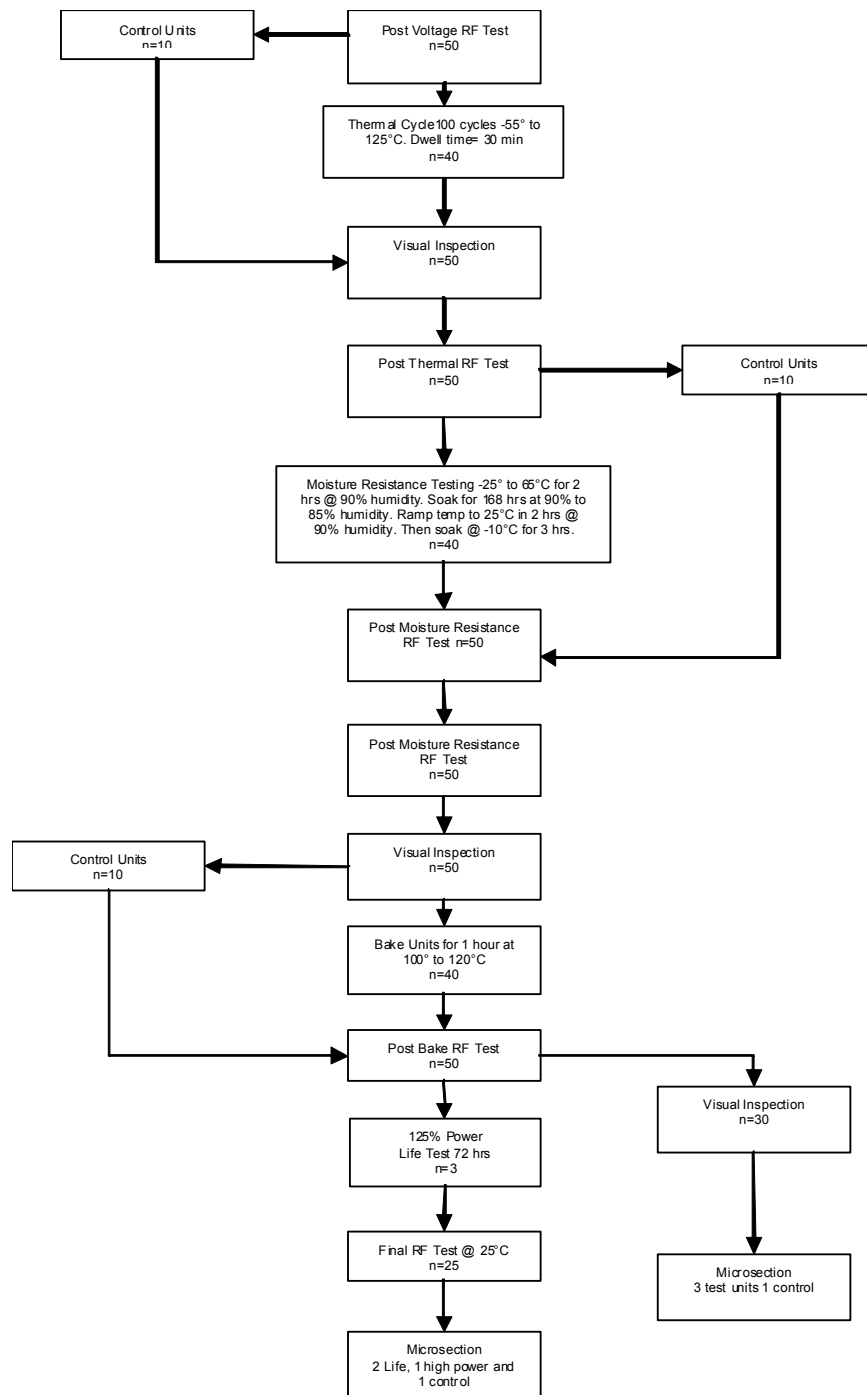 Control Units
n=10
Post Voltage RF Test
n=50
Thermal Cycle100 cycles -55° to
125°C. Dwell time= 30 min
n=40
Visual Inspection
n=50
Post Thermal RF Test
n=50
Control Units
n=10
Moisture Resistance Testing -25° to 65°C for 2
hrs @ 90% humidity. Soak for 168 hrs at 90% to
85% humidity. Ramp temp to 25°C in 2 hrs @
90% humidity. Then soak @ -10°C for 3 hrs.
n=40
Post Moisture Resistance
RF Test n=50
Post Moisture Resistance
RF Test
n=50
Visual Inspection
n=50
Control Units
n=10
Bake Units for 1 hour at
100° to 120°C
n=40
Post Bake RF Test
n=50
125% Power
Life Test 72 hrs
n=3
Visual Inspection
n=30
Final RF Test @ 25°C
n=25
Microsection
3 test units 1 control
Microsection
2 Life, 1 high power and
1 control